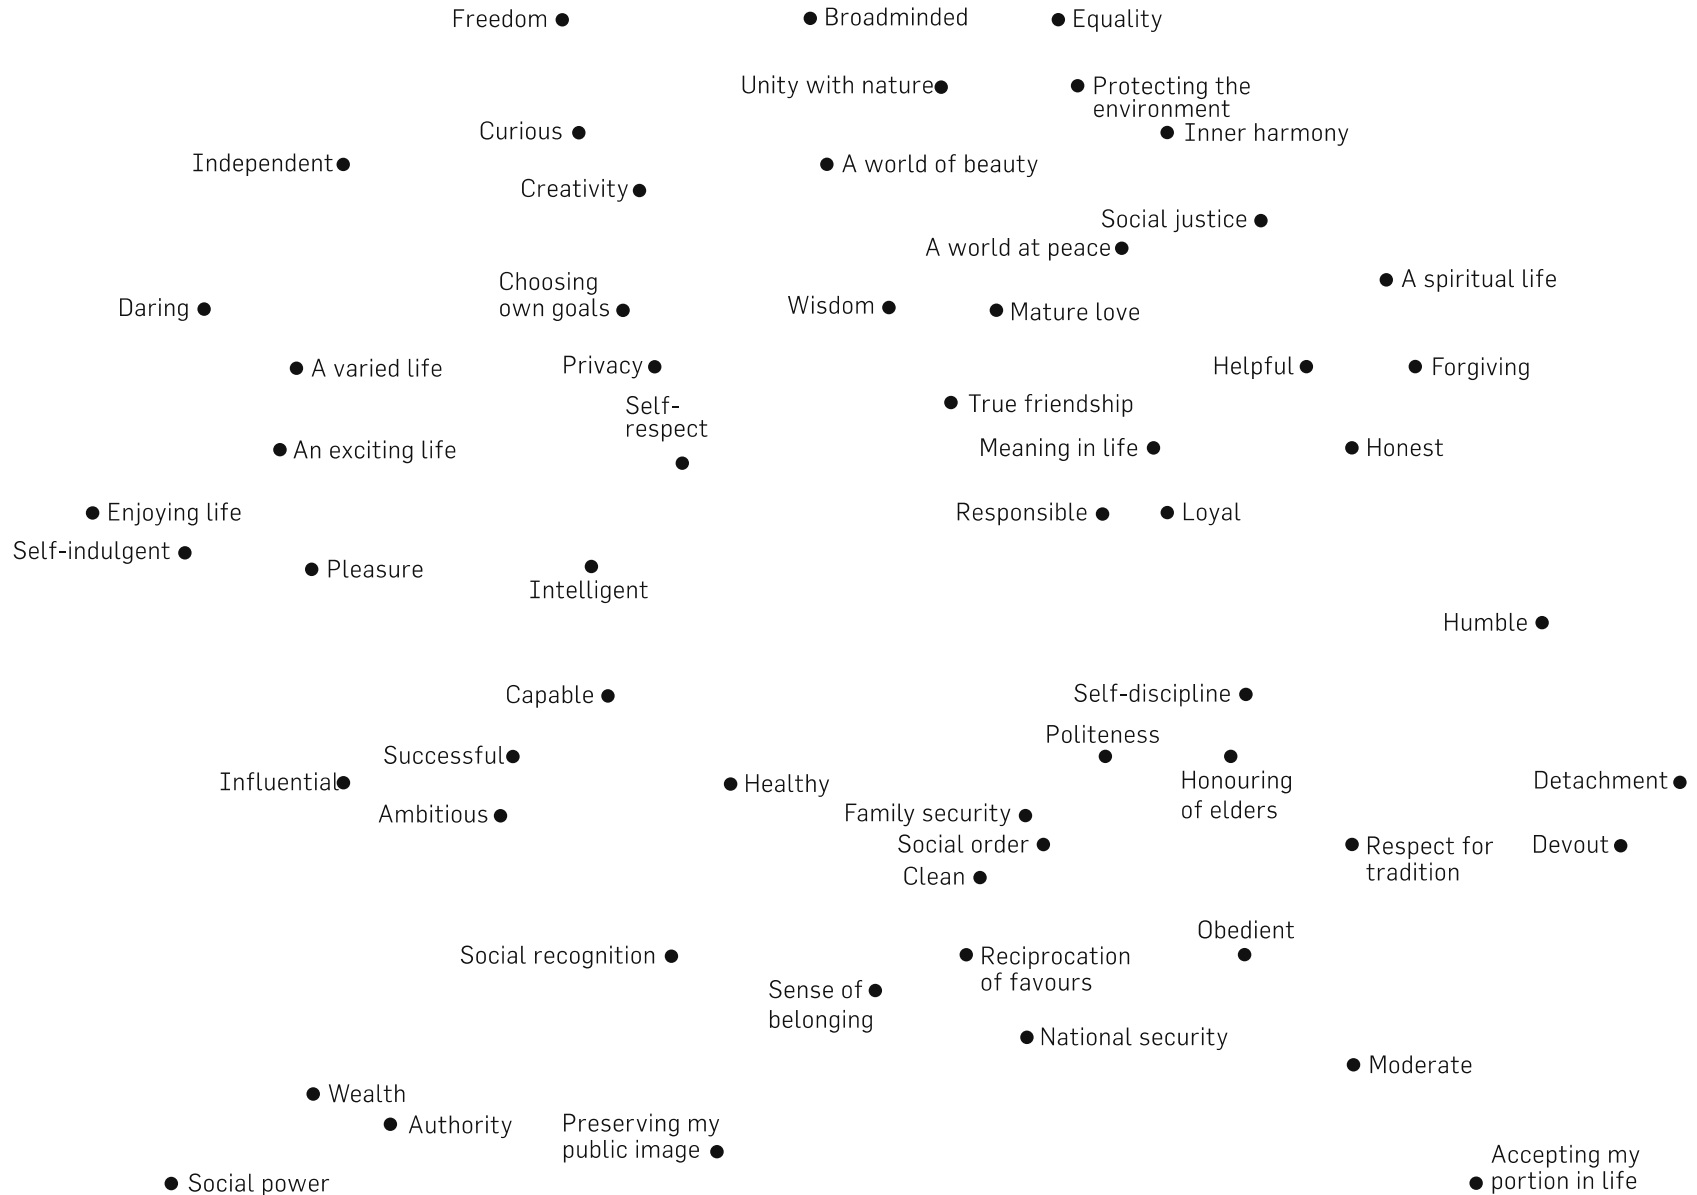 Freedom
Broadminded
Equality
Unity with nature
Protecting the
environment
Curious
Inner harmony
Independent
A world of beauty
Creativity
Social justice
A world at peace
Choosing
own goals
A spiritual life
Daring
Wisdom
Mature love
A varied life
Privacy
Helpful
Forgiving
Self-
respect
True friendship
An exciting life
Meaning in life
Honest
Enjoying life
Responsible
Loyal
Self-indulgent
Pleasure
Intelligent
Humble
Capable
Self-discipline
Politeness
Successful
Influential
Healthy
Honouring
of elders
Detachment
Ambitious
Family security
Social order
Respect for
tradition
Devout
Clean
Obedient
Social recognition
Reciprocation
of favours
Sense of
belonging
National security
Moderate
Wealth
Authority
Preserving my
public image
Accepting my
portion in life
Social power